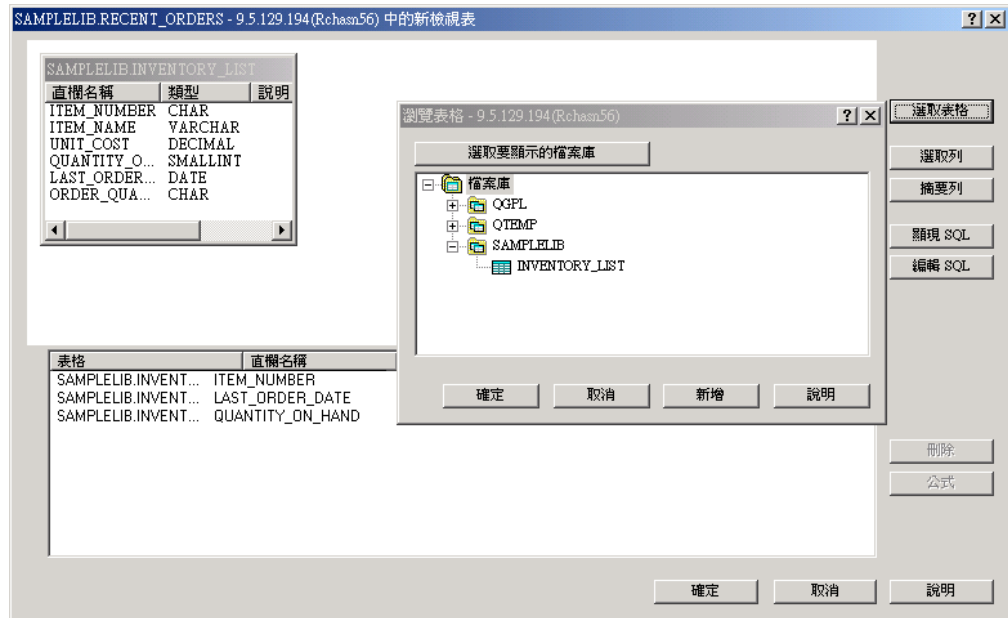 SAMPLELIB.RECENT_ORDERS - 9.5.129.194(Rchasn56) 中的新檢視表
SAMPLELIB.INVENTORY_LIST
直欄名稱 類型 說明
ITEM_NUMBER CHAR
ITEM_NAME VARCHAR
UNIT_COST DECIMAL
QUANTITY_O... SMALLINT
LAST_ORDER... DATE
ORDER_QUA... CHAR
瀏覽表格 - 9.5.129.194(Rchasn56)
選取要顯示的檔案庫
檔案庫
QGPL
QTEMP
SAMPLELIB
INVENTORY_LIST
確定 取消 新增 說明
選取表格
選取列
摘要列
顯現 SQL
編輯 SQL
表格 直欄名稱
SAMPLELIB.INVENT... ITEM_NUMBER
SAMPLELIB.INVENT... LAST_ORDER_DATE
SAMPLELIB.INVENT... QUANTITY_ON_HAND
刪除
公式
確定 取消 說明